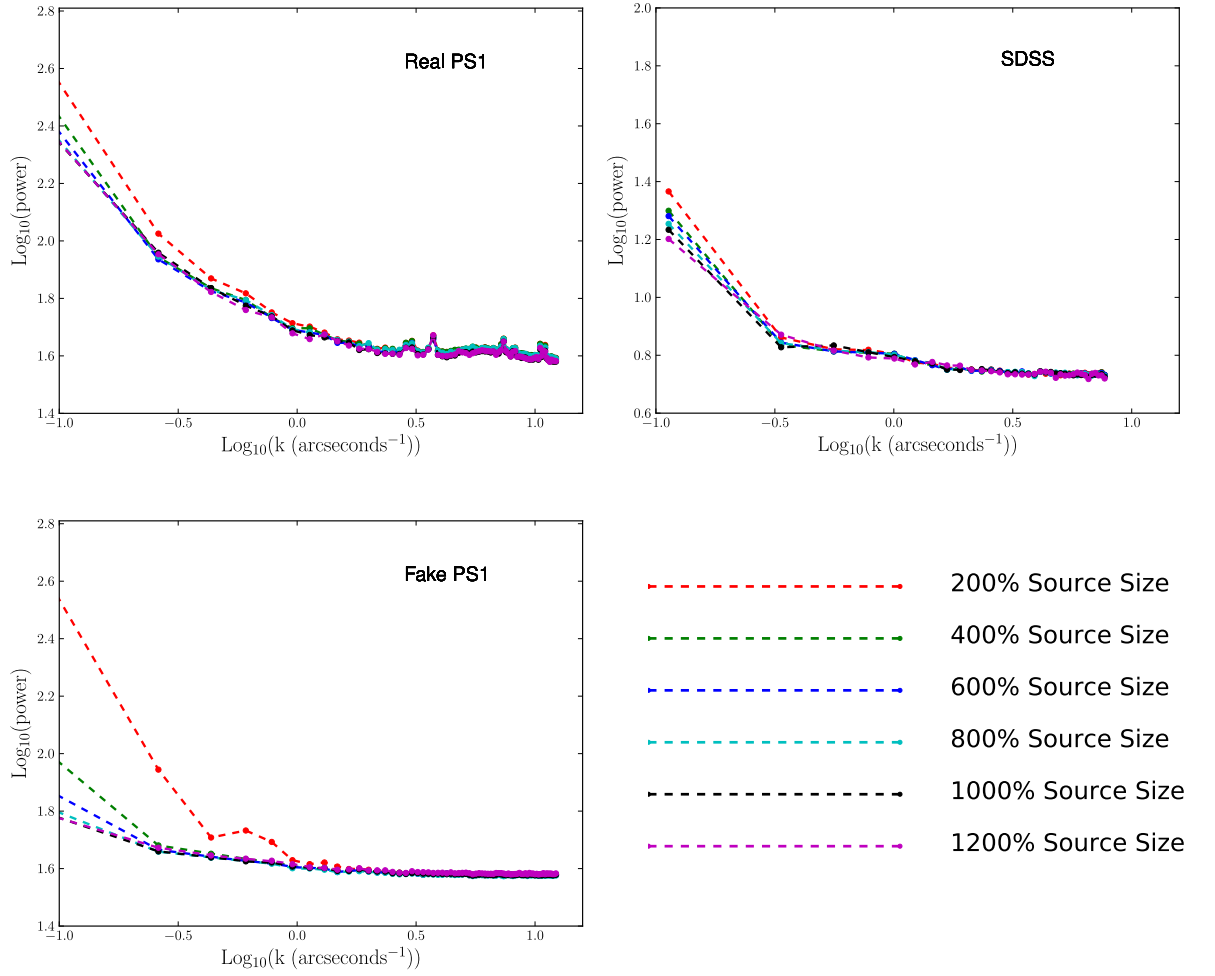 Real PS1
2.8
2.6
2.4
2.2
2.0
1.8
1.6
1.4
Log10(power)
−1.0 −0.5 0.0 0.5 1.0
Log10(k (arcseconds−1))
SDSS
2.0
1.8
1.6
1.4
1.2
1.0
0.8
0.6
Log10(power)
−1.0 −0.5 0.0 0.5 1.0
Log10(k (arcseconds−1))
Fake PS1
2.8
2.6
2.4
2.2
2.0
1.8
1.6
1.4
Log10(power)
−1.0 −0.5 0.0 0.5 1.0
Log10(k (arcseconds−1))
200% Source Size
400% Source Size
600% Source Size
800% Source Size
1000% Source Size
1200% Source Size